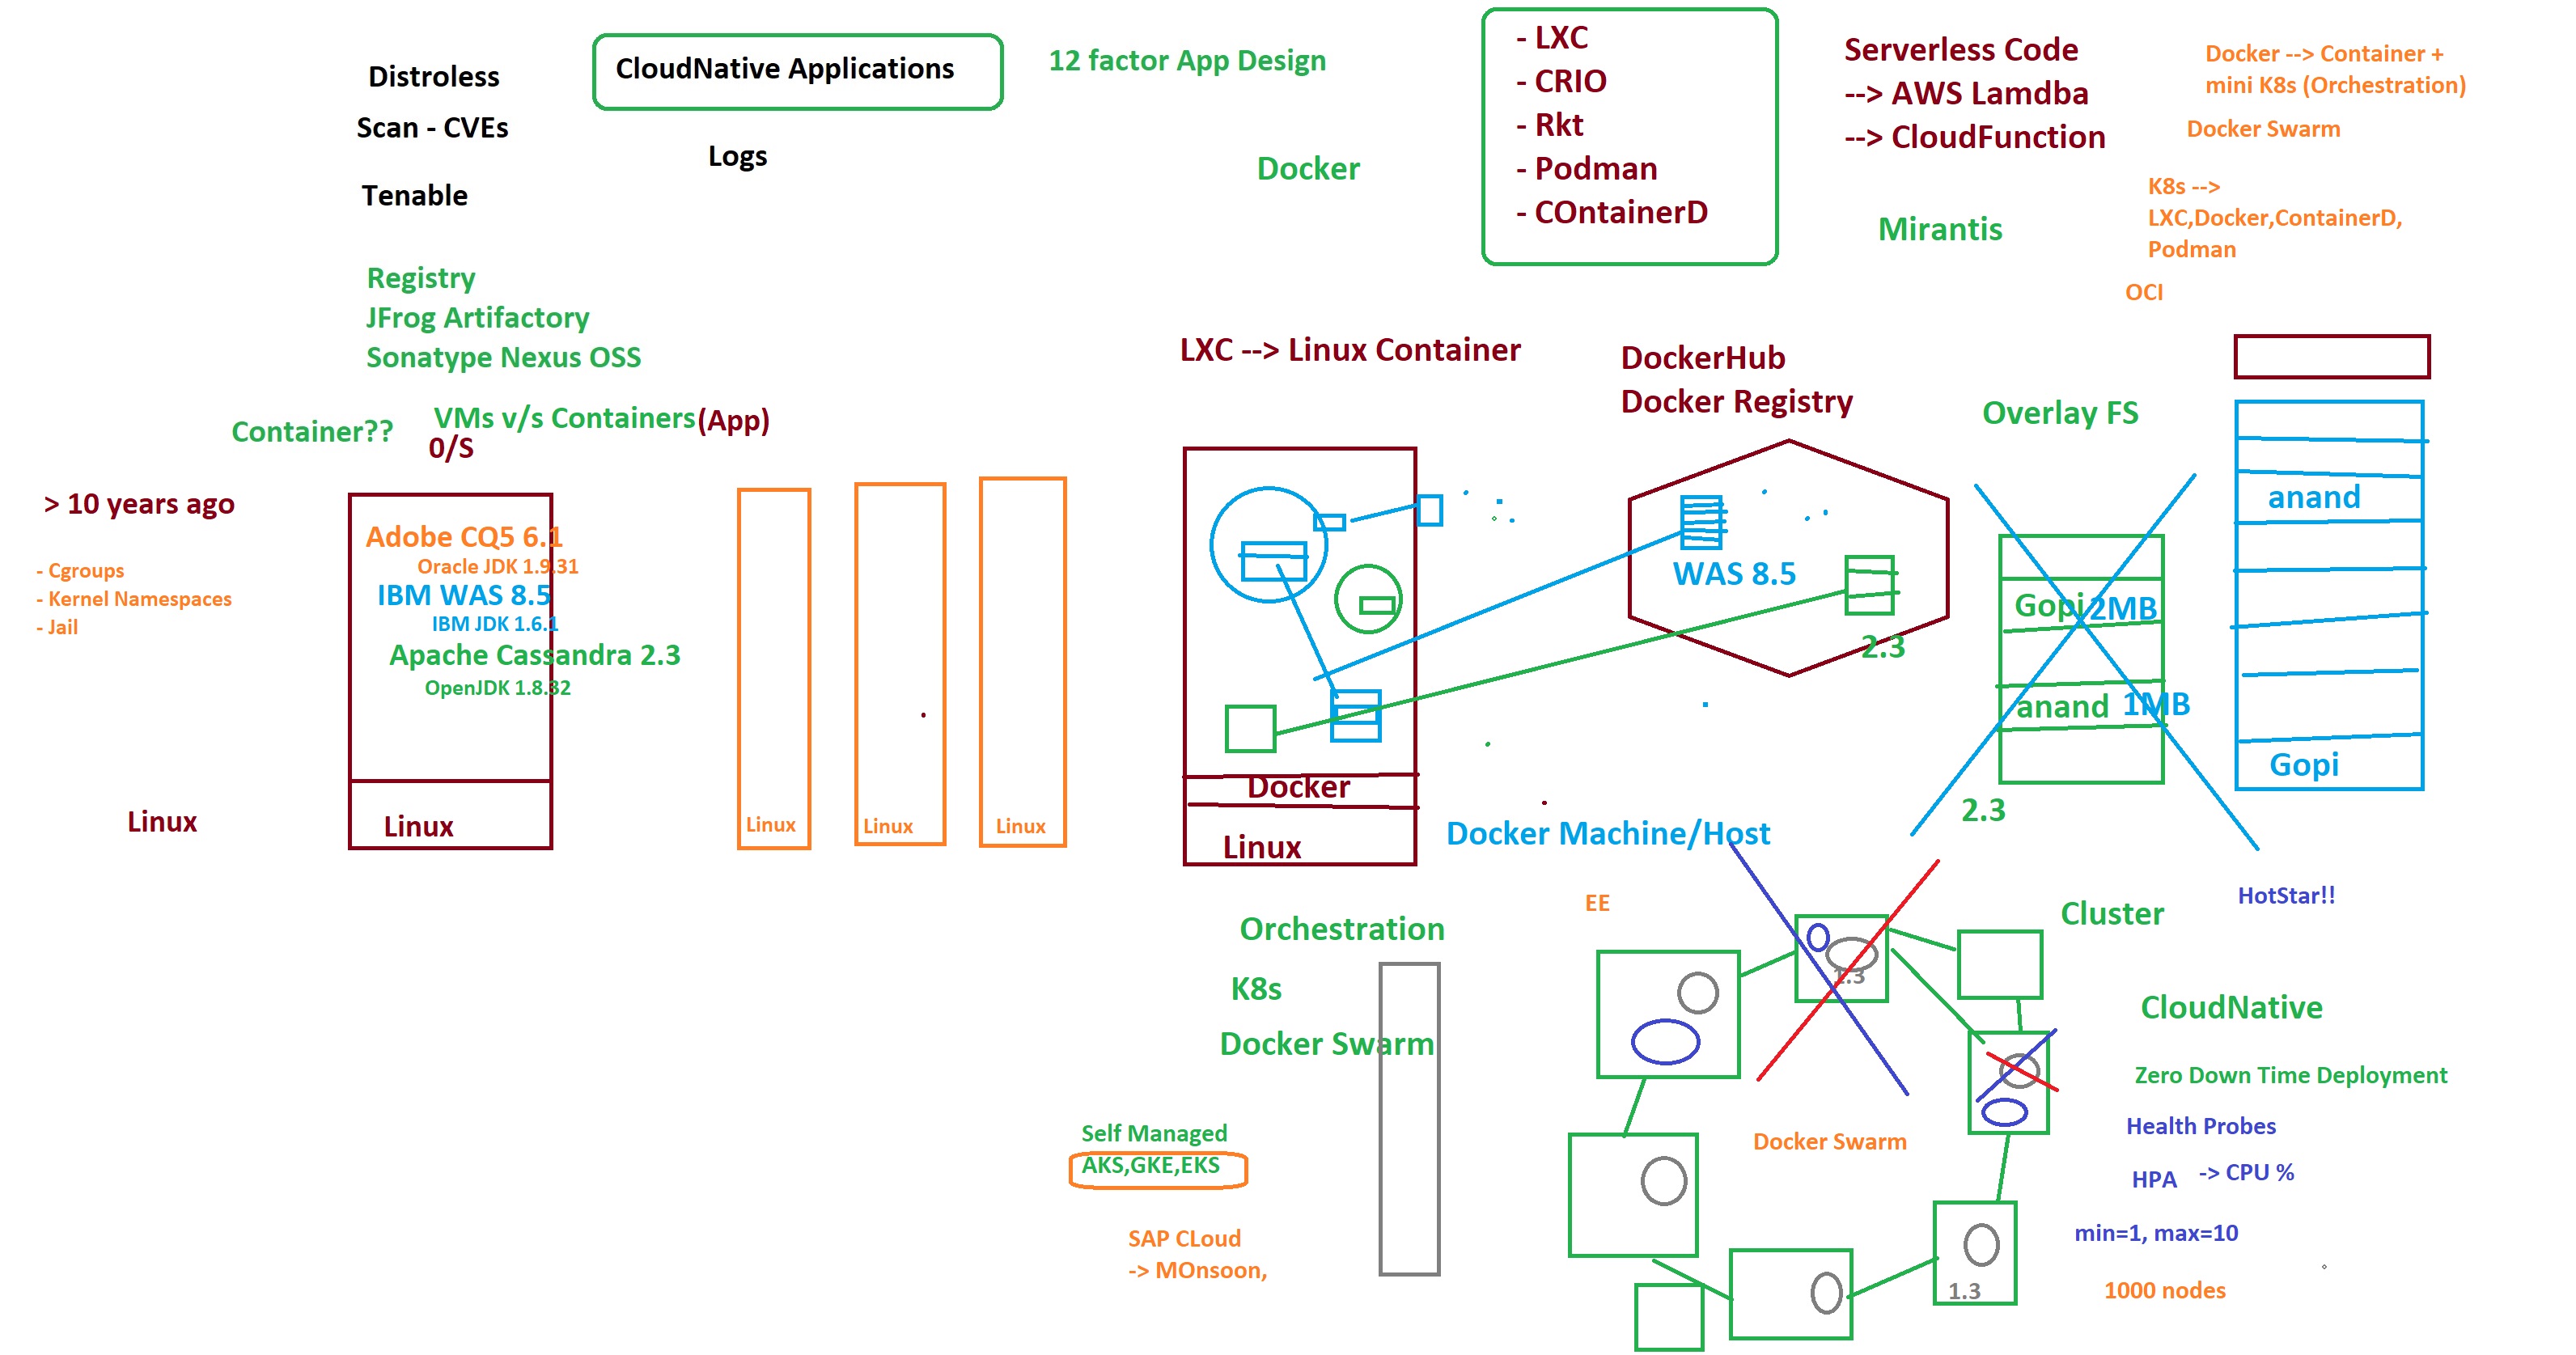 Distroless
Scan - CVEs
Tenable
CloudNative Applications
Logs
12 factor App Design
Docker
- LXC
- CRIO
- Rkt
- Podman
- COntainerD
Serverless Code
--> AWS Lamdba
--> CloudFunction
Mirantis
Docker --> Container +
mini K8s (Orchestration)
Docker Swarm
K8s -->
LXC,Docker,ContainerD,
Podman
OCI
Registry
JFrog Artifactory
Sonatype Nexus OSS
Container??
VMs v/s Containers(App)
0/S
> 10 years ago
- Cgroups
- Kernel Namespaces
- Jail
Linux
Adobe CQ5 6.1
Oracle JDK 1.9.31
IBM WAS 8.5
IBM JDK 1.6.1
Apache Cassandra 2.3
OpenJDK 1.8.32
Linux
Linux
Linux
Linux
LXC --> Linux Container
Docker
Linux
DockerHub
Docker Registry
WAS 8.5
2.3
Overlay FS
Gopi 2MB
anand 1MB
2.3
anand
Gopi
Docker Machine/Host
HotStar!!
EE
Orchestration
K8s
Docker Swarm
Self Managed
AKS,GKE,EKS
SAP CLoud
-> MOnsoon,
1.3
Docker Swarm
1.3
Cluster
CloudNative
Zero Down Time Deployment
Health Probes
HPA -> CPU %
min=1, max=10
1000 nodes